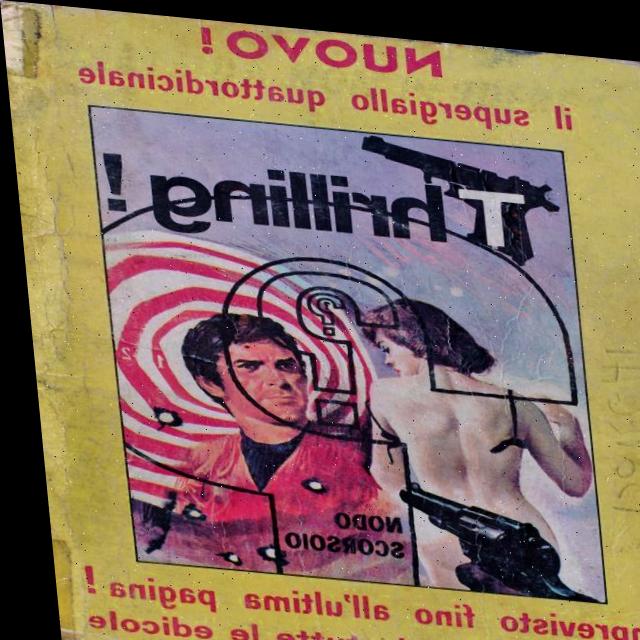 NUOVO!
il supergiallo quattordicinale
Thrilling!
NODO
SCORSOIO
previsto fino all'ultima pagina!
tutte le edicole